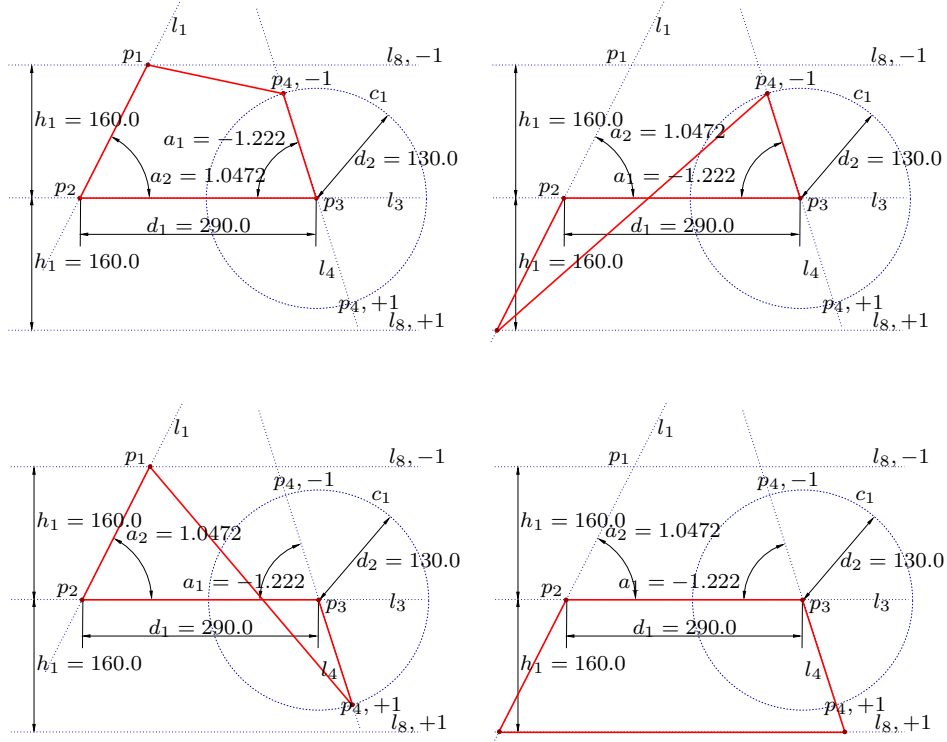 l₁
p₁
l₈, −1
p₄, −1
c₁
h₁ = 160.0
a₁ = −1.222
d₂ = 130.0
a₂ = 1.0472
p₂
p₃
l₃
d₁ = 290.0
h₁ = 160.0
l₄
p₄, +1
l₈, +1
p₁
l₈, −1
p₄, −1
c₁
h₁ = 160.0
a₂ = 1.0472
d₂ = 130.0
a₁ = −1.222
p₂
p₃
l₃
d₁ = 290.0
h₁ = 160.0
l₄
p₄, +1
l₈, +1
l₁
p₁
l₈, −1
p₄, −1
c₁
h₁ = 160.0
a₂ = 1.0472
d₂ = 130.0
a₁ = −1.222
p₂
p₃
l₃
d₁ = 290.0
h₁ = 160.0
l₄
p₄, +1
l₈, +1
l₁
p₁
l₈, −1
p₄, −1
c₁
h₁ = 160.0
a₂ = 1.0472
d₂ = 130.0
a₁ = −1.222
p₂
p₃
l₃
d₁ = 290.0
h₁ = 160.0
l₄
p₄, +1
l₈, +1
l₁